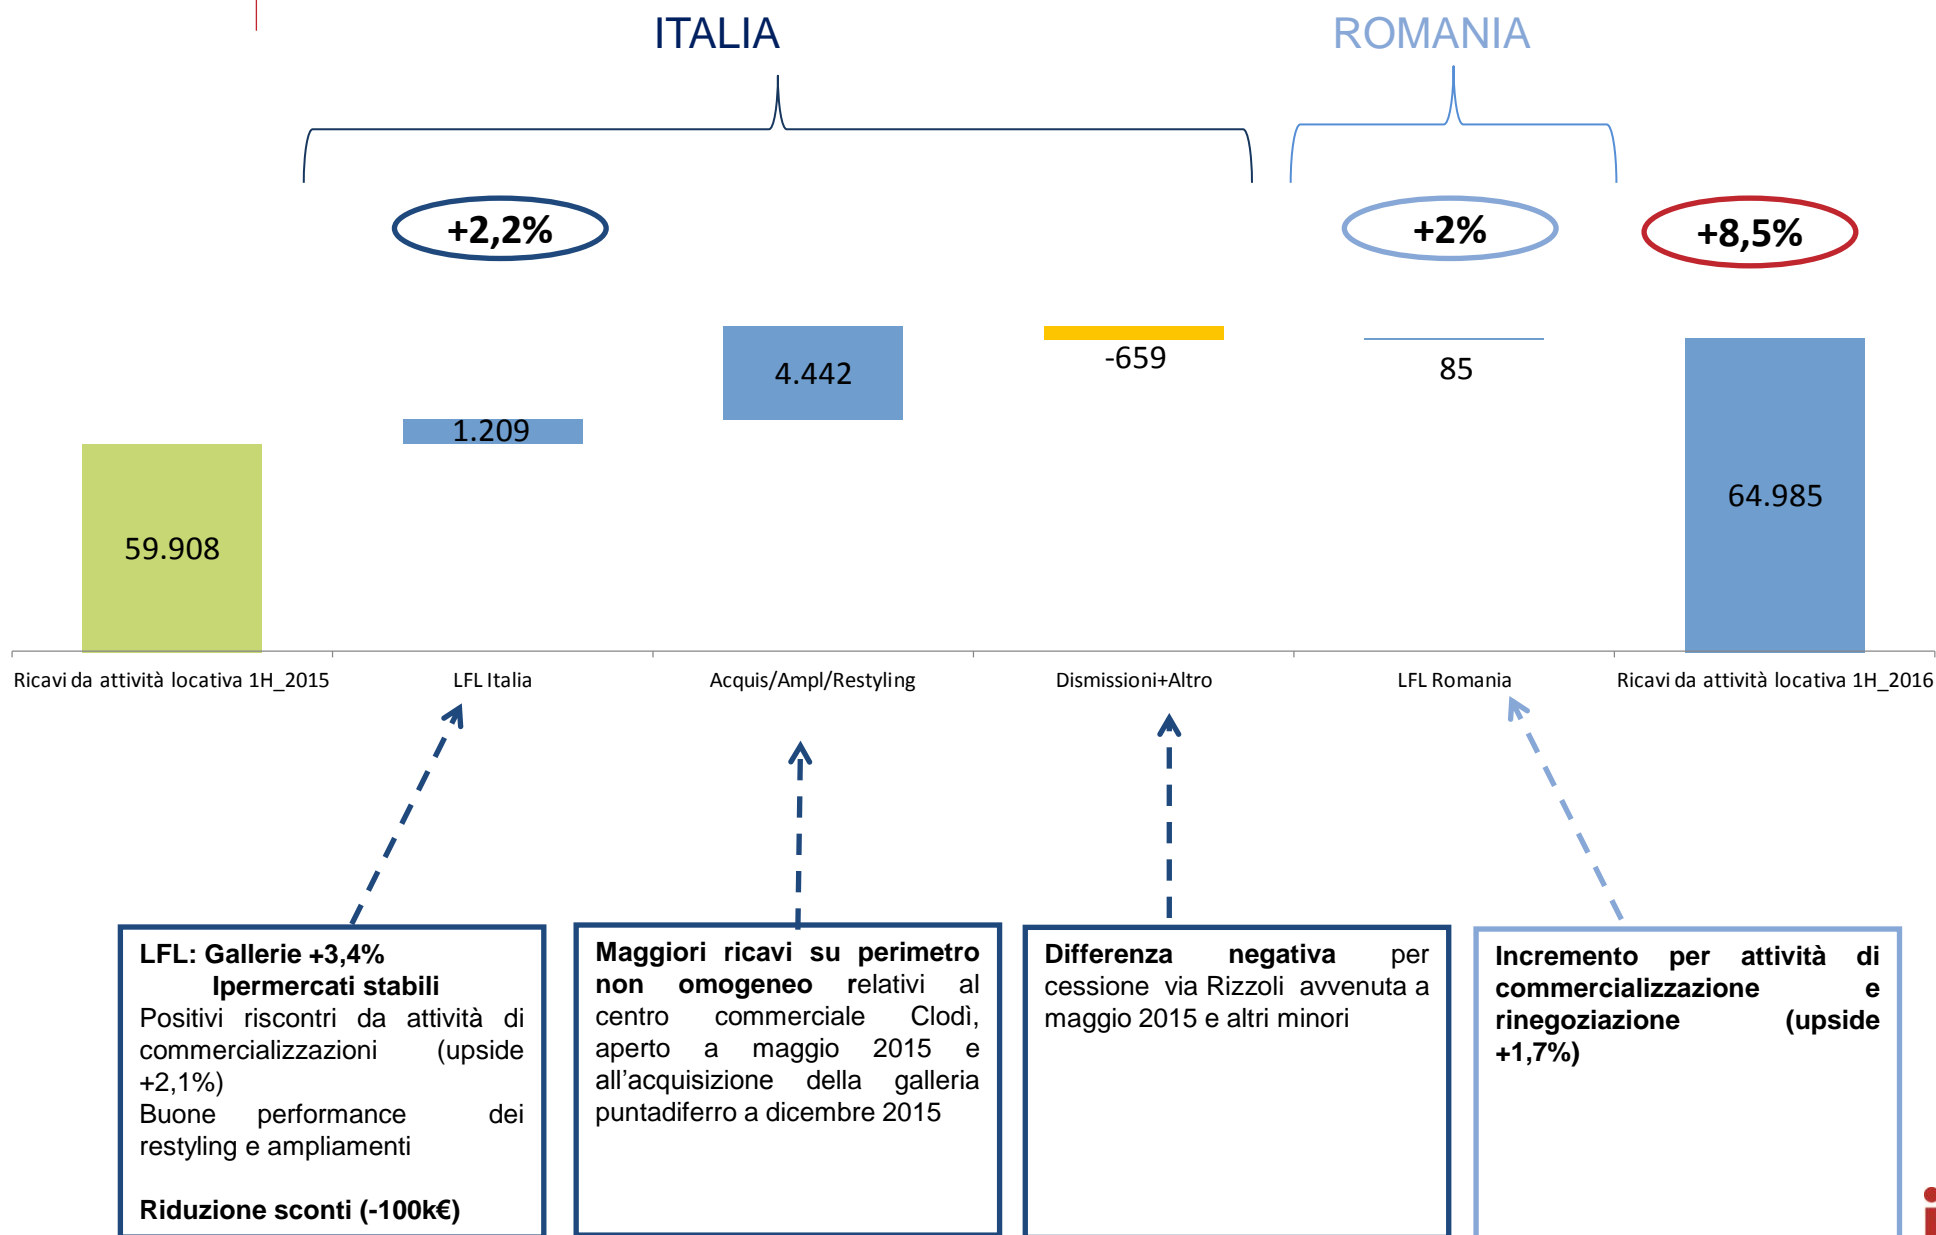 ITALIA
ROMANIA
+2,2%
+2%
+8,5%
59.908
1.209
4.442
-659
85
64.985
Ricavi da attività locativa 1H_2015
LFL Italia
Acquis/Ampl/Restyling
Dismissioni+Altro
LFL Romania
Ricavi da attività locativa 1H_2016
LFL: Gallerie +3,4%
Ipermercati stabili
Positivi riscontri da attività di
commercializzazioni (upside
+2,1%)
Buone performance dei
restyling e ampliamenti
Riduzione sconti (-100k€)
Maggiori ricavi su perimetro
non omogeneo relativi al
centro commerciale Clodì,
aperto a maggio 2015 e
all’acquisizione della galleria
puntadiferro a dicembre 2015
Differenza negativa per
cessione via Rizzoli avvenuta a
maggio 2015 e altri minori
Incremento per attività di
commercializzazione e
rinegoziazione (upside
+1,7%)